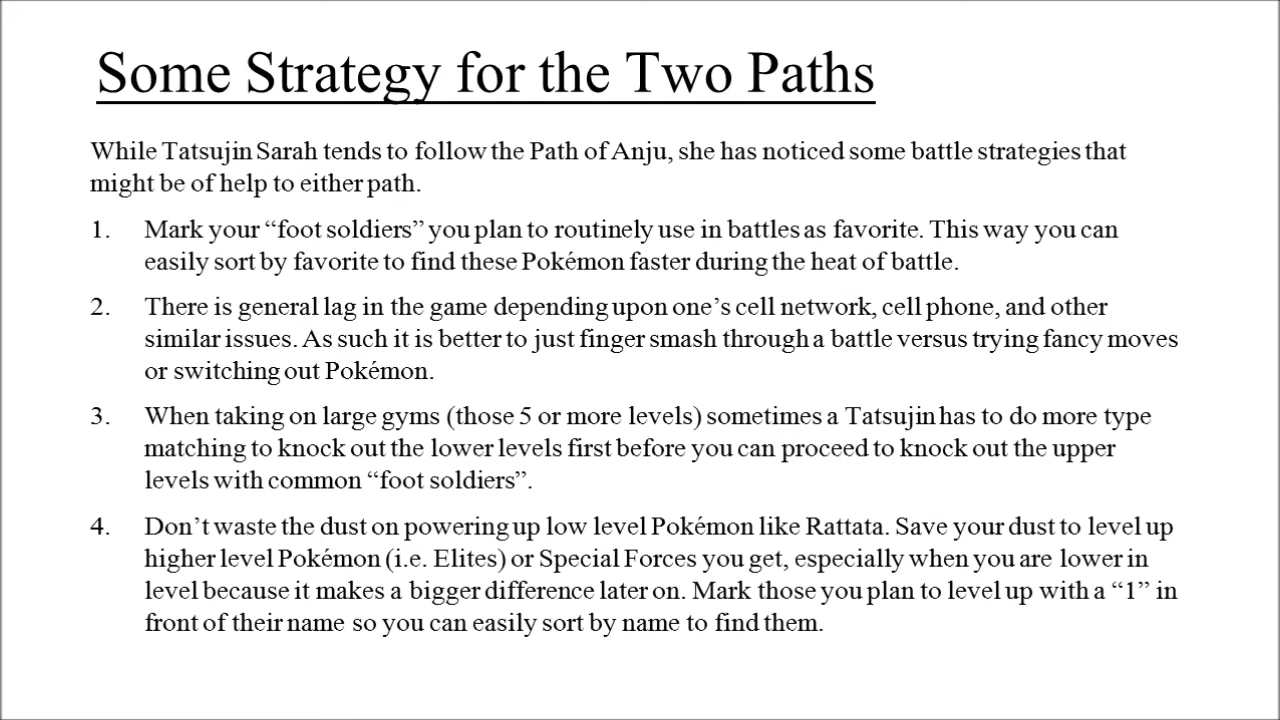 Some Strategy for the Two Paths
While Tatsujin Sarah tends to follow the Path of Anju, she has noticed some battle strategies that
might be of help to either path.
1. Mark your “foot soldiers” you plan to routinely use in battles as favorite. This way you can
easily sort by favorite to find these Pokémon faster during the heat of battle.
2. There is general lag in the game depending upon one’s cell network, cell phone, and other
similar issues. As such it is better to just finger smash through a battle versus trying fancy moves
or switching out Pokémon.
3. When taking on large gyms (those 5 or more levels) sometimes a Tatsujin has to do more type
matching to knock out the lower levels first before you can proceed to knock out the upper
levels with common “foot soldiers”.
4. Don’t waste the dust on powering up low level Pokémon like Rattata. Save your dust to level up
higher level Pokémon (i.e. Elites) or Special Forces you get, especially when you are lower in
level because it makes a bigger difference later on. Mark those you plan to level up with a “1” in
front of their name so you can easily sort by name to find them.